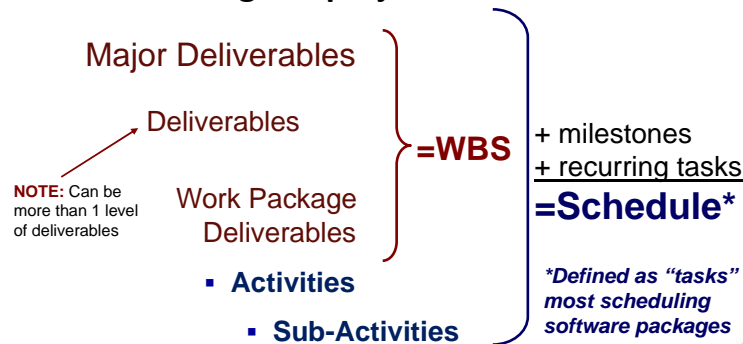 Major Deliverables
Deliverables
NOTE: Can be
more than 1 level
of deliverables
Work Package
Deliverables
▪ Activities
▪ Sub-Activities
=WBS
+ milestones
+ recurring tasks
=Schedule*
*Defined as “tasks”
most scheduling
software packages